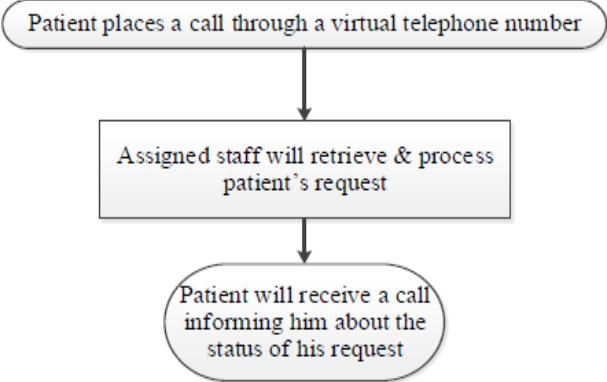 Patient places a call through a virtual telephone number
Assigned staff will retrieve & process
patient’s request
Patient will receive a call
informing him about the
status of his request